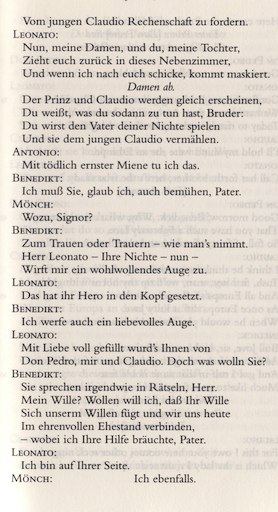 Vom jungen Claudio Rechenschaft zu fordern.
LEONATO:
Nun, meine Damen, und du, meine Tochter,
Zieht euch zurück in dieses Nebenzimmer,
Und wenn ich nach euch schicke, kommt maskiert.
Damen ab.
Der Prinz und Claudio werden gleich erscheinen,
Du weißt, was du sodann zu tun hast, Bruder:
Du wirst den Vater deiner Nichte spielen
Und sie dem jungen Claudio vermählen.
ANTONIO:
Mit tödlich ernster Miene tu ich das.
BENEDIKT:
Ich muß Sie, glaub ich, auch bemühen, Pater.
MÖNCH:
Wozu, Signor?
BENEDIKT:
Zum Trauen oder Trauern – wie man's nimmt.
Herr Leonato – Ihre Nichte – nun –
Wirft mir ein wohlwollendes Auge zu.
LEONATO:
Das hat ihr Hero in den Kopf gesetzt.
BENEDIKT:
Ich werfe auch ein liebevolles Auge.
LEONATO:
Mit Liebe voll gefüllt wurd's Ihnen von
Don Pedro, mir und Claudio. Doch was wolln Sie?
BENEDIKT:
Sie sprechen irgendwie in Rätseln, Herr.
Mein Wille? Wollen will ich, daß Ihr Wille
Sich unserm Willen fügt und wir uns heute
Im ehrenvollen Ehestand verbinden,
– wobei ich Ihre Hilfe bräuchte, Pater.
LEONATO:
Ich bin auf Ihrer Seite.
MÖNCH: Ich ebenfalls.